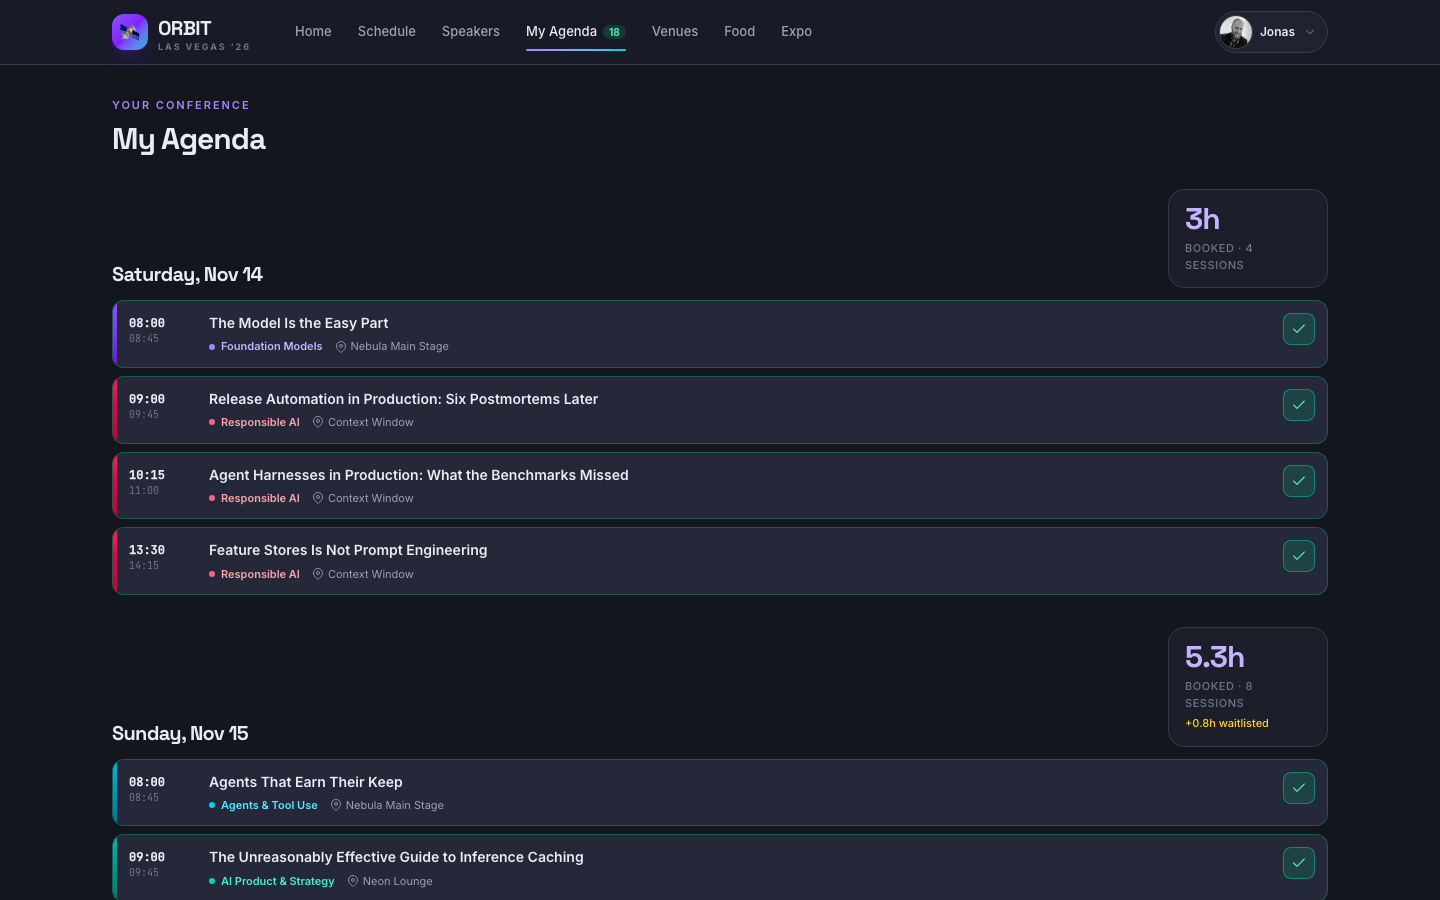 ORBIT
LAS VEGAS '26
Home
Schedule
Speakers
My Agenda 18
Venues
Food
Expo
Jonas
YOUR CONFERENCE
My Agenda
3h
BOOKED · 4
SESSIONS
Saturday, Nov 14
08:00
08:45
The Model Is the Easy Part
Foundation Models
Nebula Main Stage
09:00
09:45
Release Automation in Production: Six Postmortems Later
Responsible AI
Context Window
10:15
11:00
Agent Harnesses in Production: What the Benchmarks Missed
Responsible AI
Context Window
13:30
14:15
Feature Stores Is Not Prompt Engineering
Responsible AI
Context Window
5.3h
BOOKED · 8
SESSIONS
+0.8h waitlisted
Sunday, Nov 15
08:00
08:45
Agents That Earn Their Keep
Agents & Tool Use
Nebula Main Stage
09:00
09:45
The Unreasonably Effective Guide to Inference Caching
AI Product & Strategy
Neon Lounge